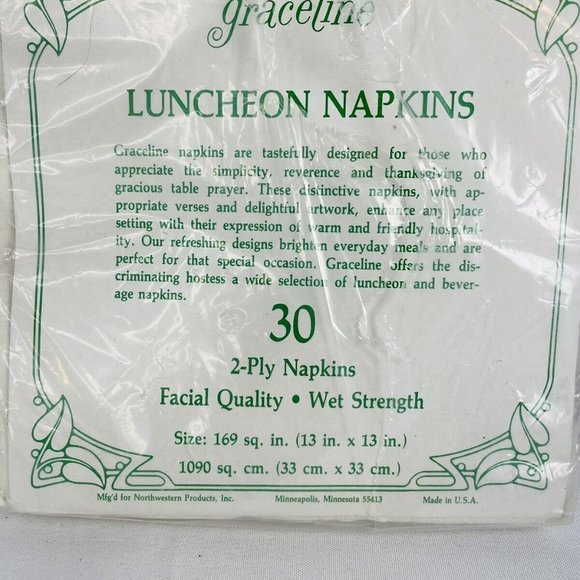 graceline
LUNCHEON NAPKINS
Graceline napkins are tastefully designed for those who
appreciate the simplicity, reverence and thanksgiving of
gracious table prayer. These distinctive napkins, with ap-
propriate verses and delightful artwork, enhance any place
setting with their expression of warm and friendly hospital-
ity. Our refreshing designs brighten everyday meals and are
perfect for that special occasion. Graceline offers the dis-
criminating hostess a wide selection of luncheon and bever-
age napkins.
30
2-Ply Napkins
Facial Quality • Wet Strength
Size: 169 sq. in. (13 in. x 13 in.)
1090 sq. cm. (33 cm. x 33 cm.)
Mfg'd for Northwestern Products, Inc. Minneapolis, Minnesota 55413 Made in U.S.A.